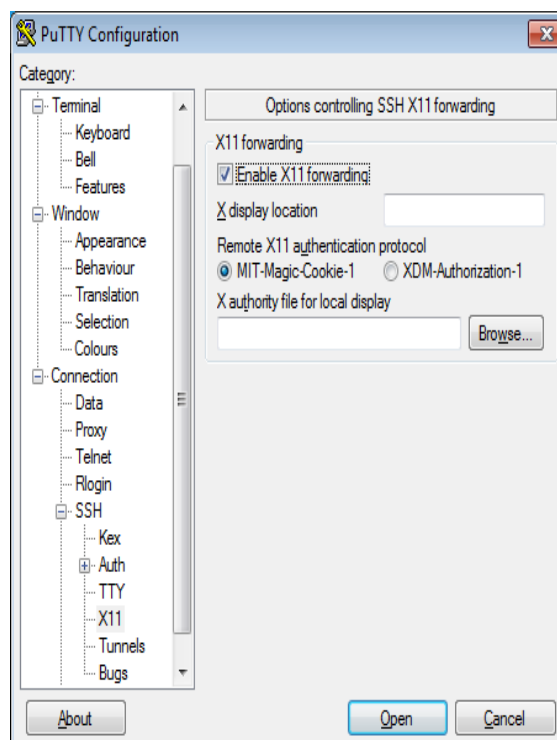 PuTTY Configuration
Category:
Terminal
Keyboard
Bell
Features
Window
Appearance
Behaviour
Translation
Selection
Colours
Connection
Data
Proxy
Telnet
Rlogin
SSH
Kex
Auth
TTY
X11
Tunnels
Bugs
Options controlling SSH X11 forwarding
X11 forwarding
Enable X11 forwarding
X display location
Remote X11 authentication protocol
MIT-Magic-Cookie-1 XDM-Authorization-1
X authority file for local display
Browse...
About Open Cancel